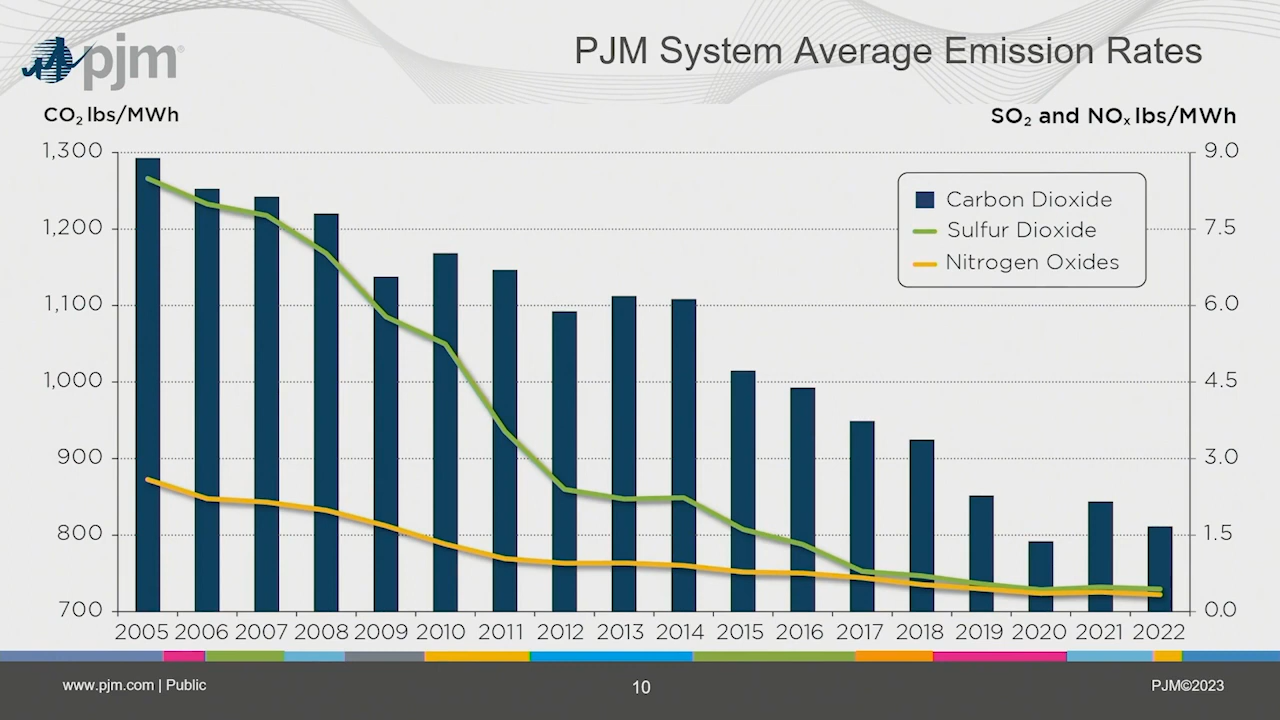 pjm®
PJM System Average Emission Rates
CO₂ lbs/MWh
SO₂ and NOₓ lbs/MWh
1,300
1,200
1,100
1,000
900
800
700
9.0
7.5
6.0
4.5
3.0
1.5
0.0
Carbon Dioxide
Sulfur Dioxide
Nitrogen Oxides
2005 2006 2007 2008 2009 2010 2011 2012 2013 2014 2015 2016 2017 2018 2019 2020 2021 2022
www.pjm.com | Public
10
PJM©2023